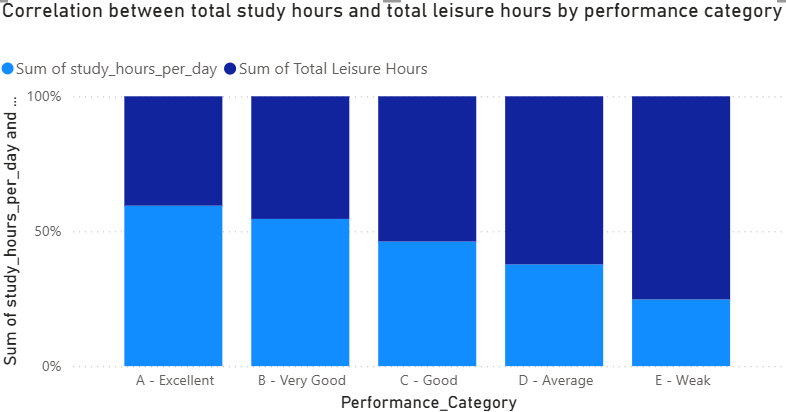 Correlation between total study hours and total leisure hours by performance category
Sum of study_hours_per_day Sum of Total Leisure Hours
Sum of study_hours_per_day and ...
100%
50%
0%
A - Excellent B - Very Good C - Good D - Average E - Weak
Performance_Category